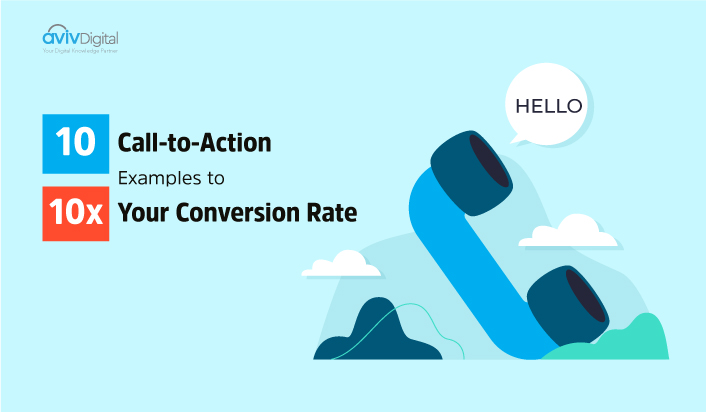 avivDigital
Your Digital Knowledge Partner
HELLO
10 Call-to-Action
Examples to
10x Your Conversion Rate